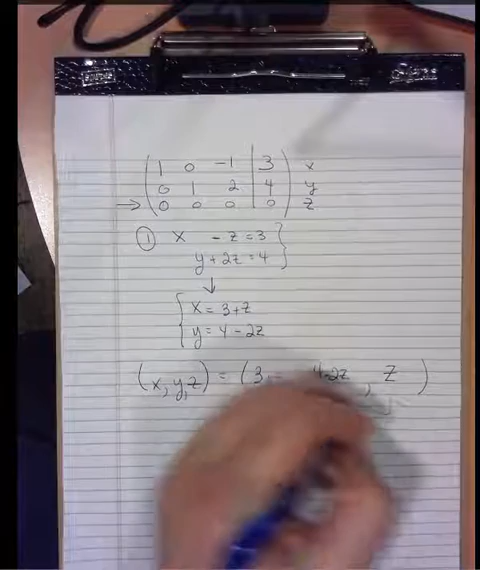 1 0 -1 | 3 x
0 1 2 | 4 y
→ 0 0 0 | 0 z
① x - z = 3
y + 2z = 4
↓
x = 3 + z
y = 4 - 2z
(x, y, z) = (3 4-2z, z)